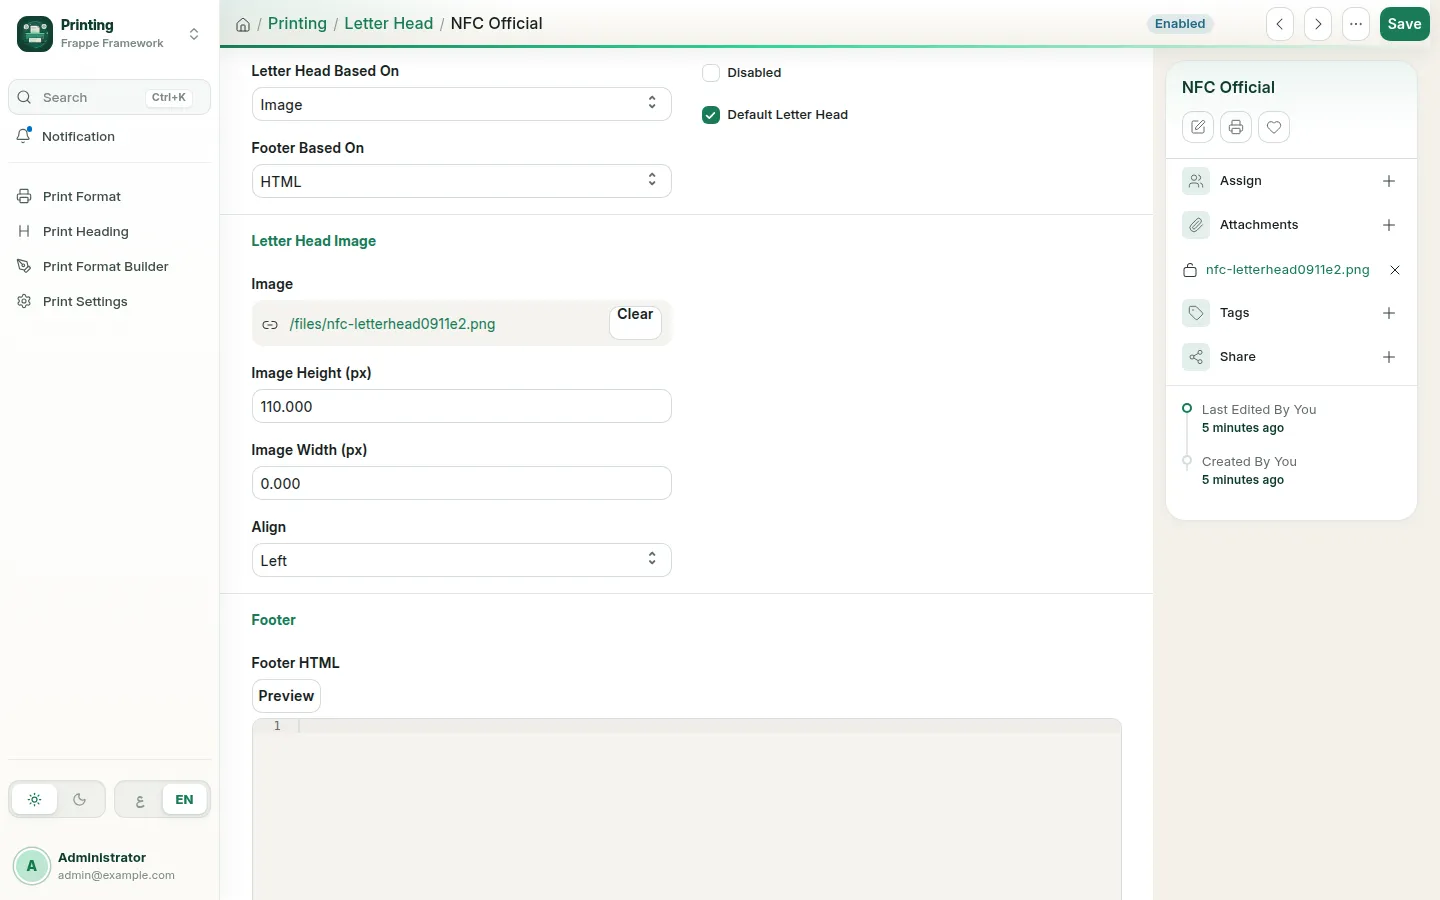 Printing
Frappe Framework
Search
Ctrl+K
Notification
Print Format
Print Heading
Print Format Builder
Print Settings
ع
EN
A
Administrator
admin@example.com
/ Printing / Letter Head / NFC Official
Enabled
Save
Letter Head Based On
Image
Footer Based On
HTML
Disabled
Default Letter Head
Letter Head Image
Image
/files/nfc-letterhead0911e2.png
Clear
Image Height (px)
110.000
Image Width (px)
0.000
Align
Left
Footer
Footer HTML
Preview
1
NFC Official
Assign
Attachments
nfc-letterhead0911e2.png
Tags
Share
Last Edited By You
5 minutes ago
Created By You
5 minutes ago